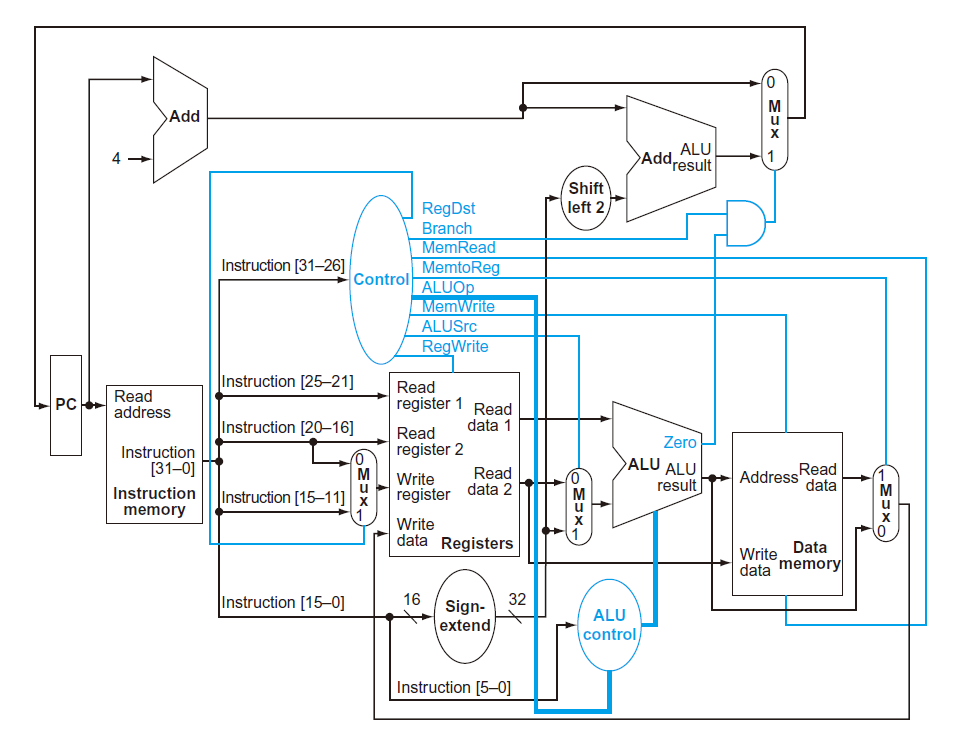 0
M
u
x
1
Add
4
Add ALU
result
Shift
left 2
RegDst
Branch
MemRead
Instruction [31–26]
Control
MemtoReg
ALUOp
MemWrite
ALUSrc
RegWrite
PC
Read
address
Instruction
[31–0]
Instruction
memory
Instruction [25–21]
Instruction [20–16]
Instruction [15–11]
0
M
u
x
1
Read
register 1
Read
register 2
Write
register
Write
data
Read
data 1
Read
data 2
Registers
0
M
u
x
1
Zero
ALU ALU
result
Address
Read
data
Write
data
Data
memory
1
M
u
x
0
Instruction [15–0]
16
Sign-
extend
32
ALU
control
Instruction [5–0]